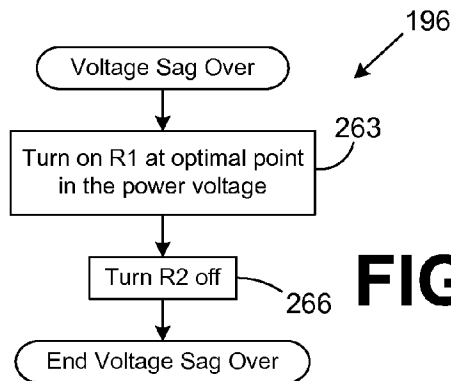 196
Voltage Sag Over
263
Turn on R1 at optimal point
in the power voltage
Turn R2 off
266
FIG
End Voltage Sag Over